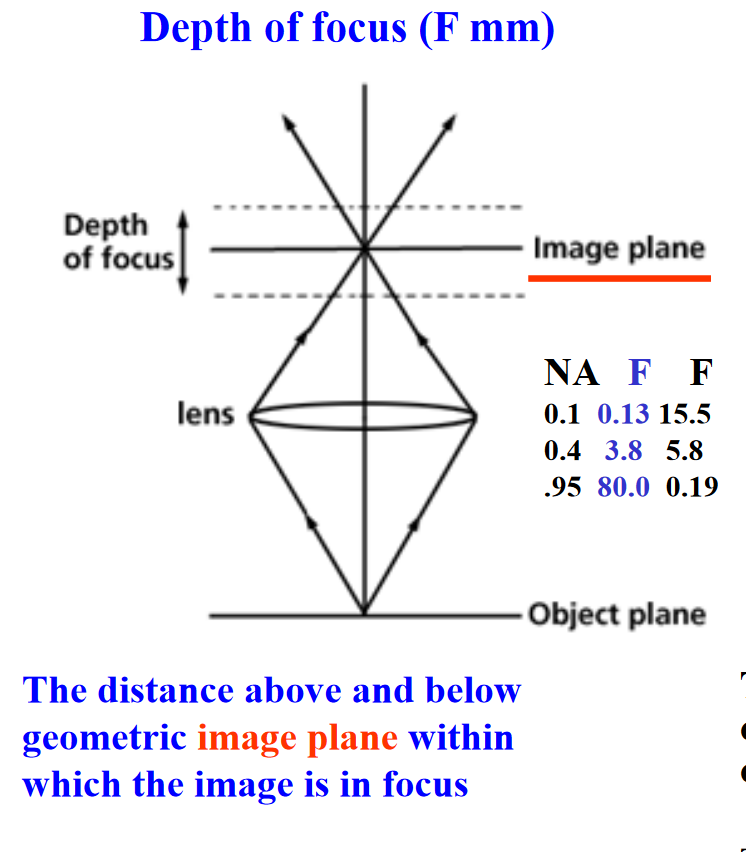 Depth of focus (F mm)
Depth
of focus
Image plane
NA F F
0.1 0.13 15.5
0.4 3.8 5.8
.95 80.0 0.19
lens
Object plane
The distance above and below
geometric image plane within
which the image is in focus